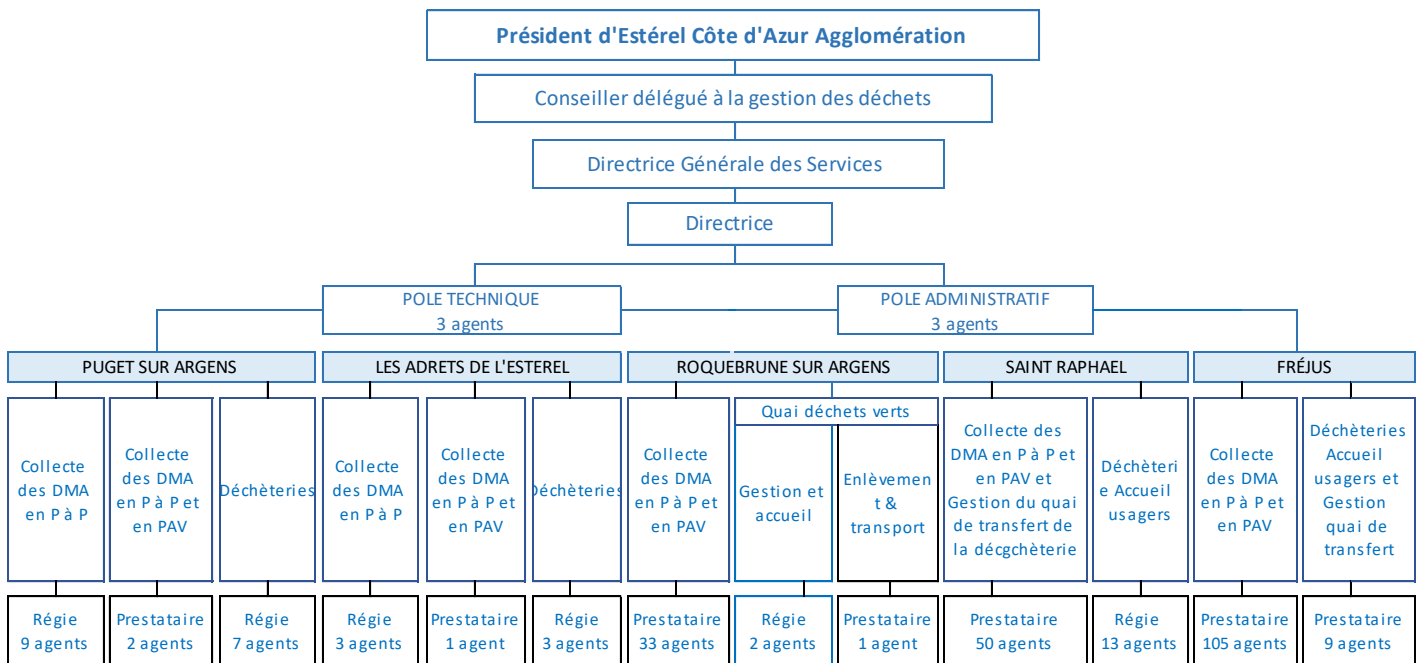 Président d'Estérel Côte d'Azur Agglomération
Conseiller délégué à la gestion des déchets
Directrice Générale des Services
Directrice
POLE TECHNIQUE
3 agents
POLE ADMINISTRATIF
3 agents
PUGET SUR ARGENS
LES ADRETS DE L'ESTEREL
ROQUEBRUNE SUR ARGENS
SAINT RAPHAEL
FRÉJUS
Collecte
des DMA
en P à P
Collecte
des DMA
en P à P et
en PAV
Déchèteries
Collecte
des DMA
en P à P
Collecte
des DMA
en P à P et
en PAV
Déchèteries
Collecte
des DMA
en P à P et
en PAV
Quai déchets verts
Gestion et
accueil
Enlèvemen
t &
transport
Collecte des
DMA en P à P et
en PAV et
Gestion du quai
de transfert de
la décgchèterie
Déchèteri
e Accueil
usagers
Collecte
des DMA
en P à P et
en PAV
Déchèteries
Accueil
usagers et
Gestion
quai de
transfert
Régie
9 agents
Prestataire
2 agents
Régie
7 agents
Régie
3 agents
Prestataire
1 agent
Régie
3 agents
Prestataire
33 agents
Régie
2 agents
Prestataire
1 agent
Prestataire
50 agents
Régie
13 agents
Prestataire
105 agents
Prestataire
9 agents